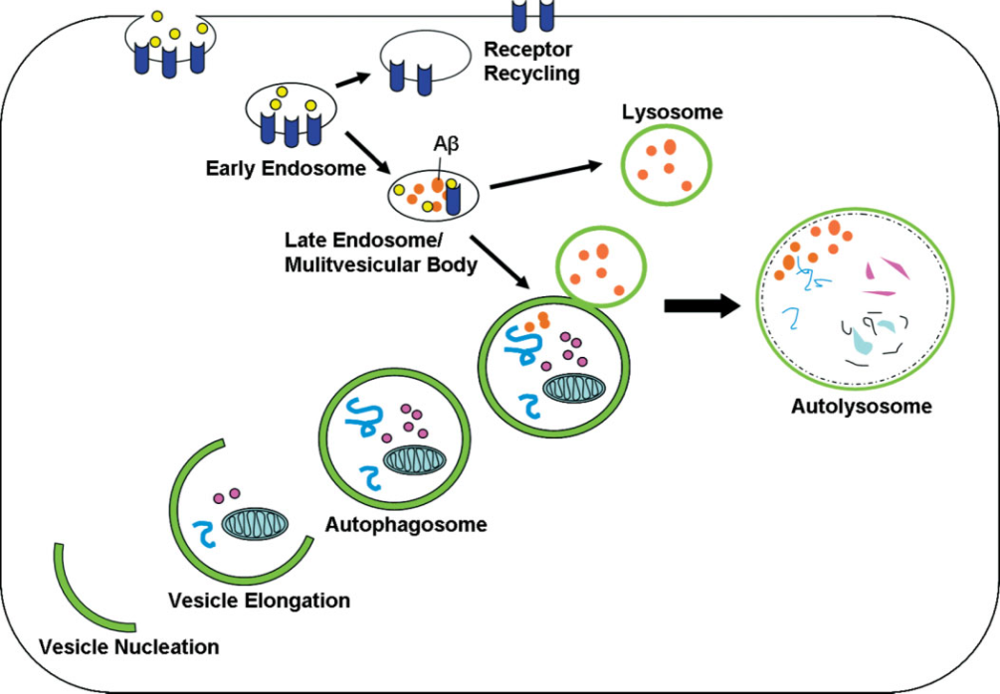 Receptor
Recycling
Lysosome
Aβ
Early Endosome
Late Endosome/
Mulitvesicular Body
Autolysosome
Autophagosome
Vesicle Elongation
Vesicle Nucleation